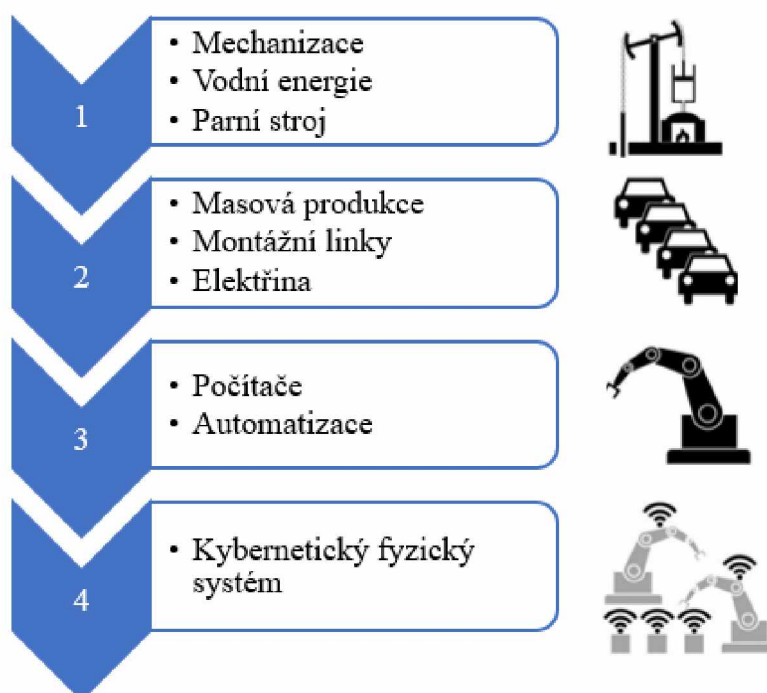 1
• Mechanizace
• Vodní energie
• Parní stroj
2
• Masová produkce
• Montážní linky
• Elektřina
3
• Počítače
• Automatizace
4
• Kybernetický fyzický
systém